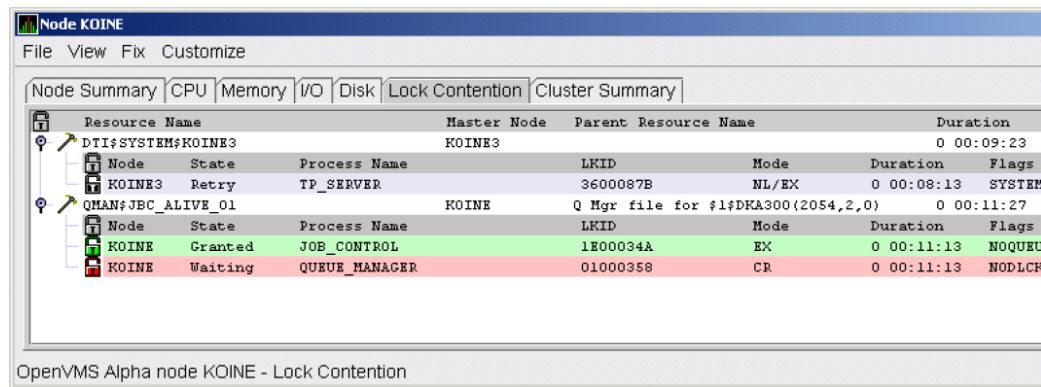 Node KOINE
File View Fix Customize
Node Summary CPU Memory I/O Disk Lock Contention Cluster Summary
Resource Name Master Node Parent Resource Name Duration
DTI$SYSTEM$KOINE3 KOINE3 0 00:09:23
Node State Process Name LKID Mode Duration Flags
KOINE3 Retry TP_SERVER 3600087B NL/EX 0 00:08:13 SYSTEM
QMAN$JBC_ALIVE_01 KOINE Q Mgr file for $1$DKA300(2054,2,0) 0 00:11:27
Node State Process Name LKID Mode Duration Flags
KOINE Granted JOB_CONTROL 1E00034A EX 0 00:11:13 NOQUEU
KOINE Waiting QUEUE_MANAGER 01000358 CR 0 00:11:13 NODLCK
OpenVMS Alpha node KOINE - Lock Contention